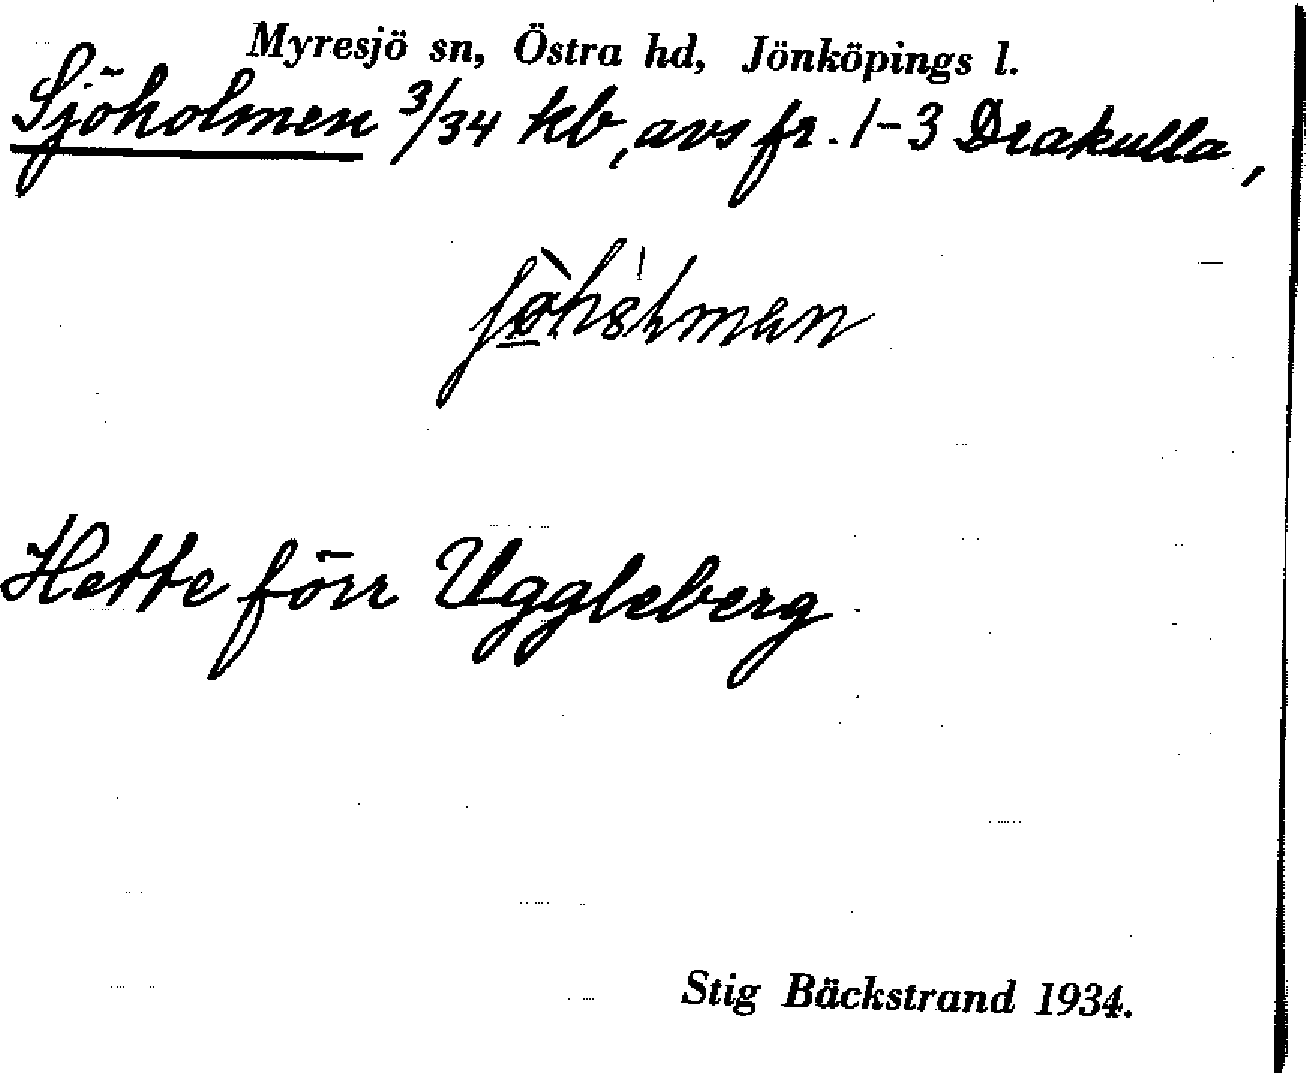 Myresjö sn, Östra hd, Jönköpings l.
Sjöholmen 3/34 kb, avs fr. 1-3 Drakulla,
Hette förr Uggleberg
Stig Bäckstrand 1934.